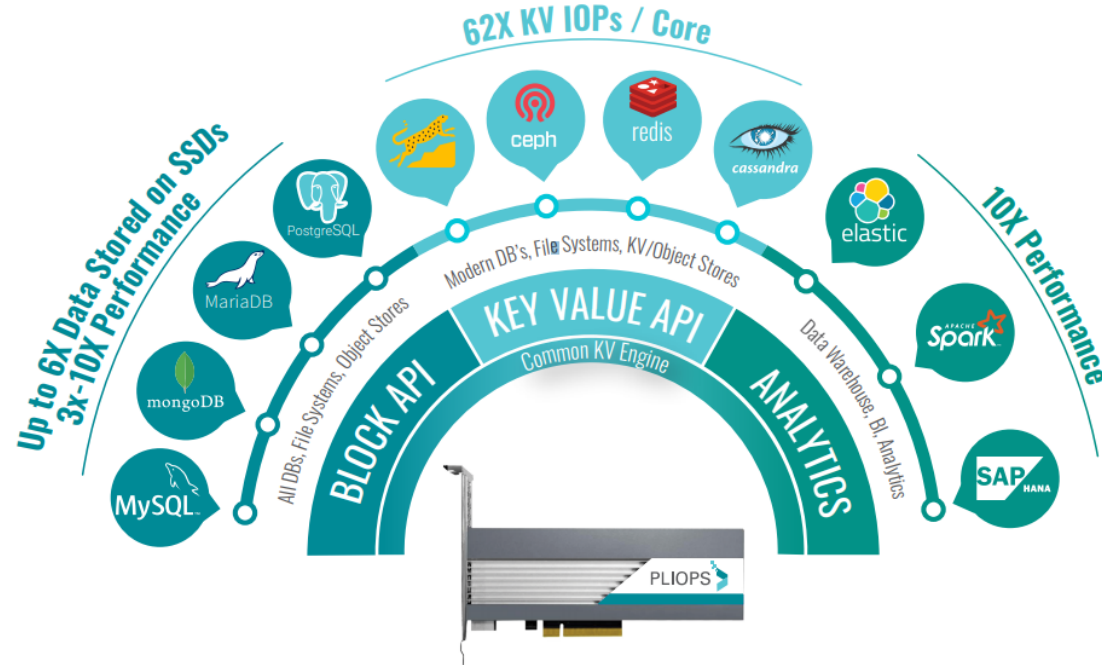 62X KV IOPs / Core
Up to 6X Data Stored on SSDs
3x-10X Performance
10X Performance
MySQL
mongoDB
MariaDB
PostgreSQL
ceph
redis
cassandra
elastic
APACHE
Spark
SAP HANA
All DBs, File Systems, Object Stores
Modern DB's, File Systems, KV/Object Stores
Data Warehouse, BI, Analytics
BLOCK API
KEY VALUE API
ANALYTICS
Common KV Engine
PLIOPS